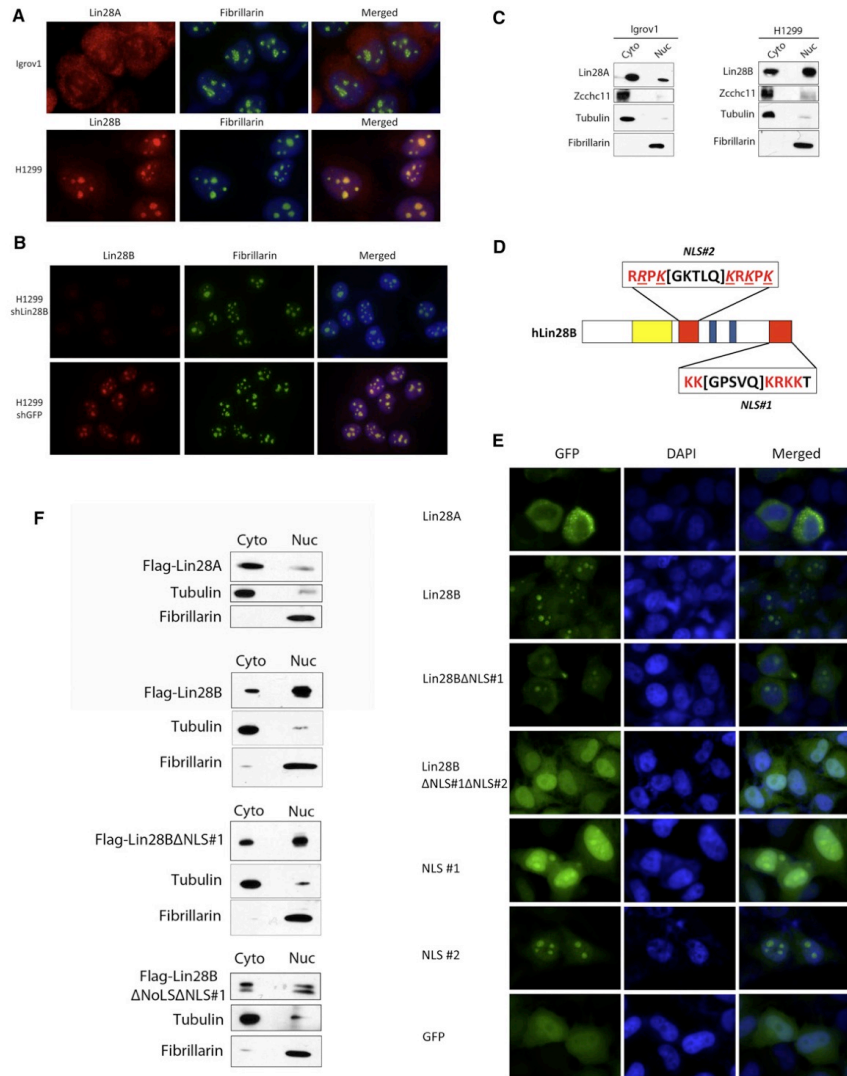 A
Lin28A Fibrillarin Merged
Igrov1
Lin28B Fibrillarin Merged
H1299
B
Lin28B Fibrillarin Merged
H1299
shLin28B
H1299
shGFP
C
Igrov1
Cyto Nuc
Lin28A
Zcchc11
Tubulin
Fibrillarin
H1299
Cyto Nuc
Lin28B
Zcchc11
Tubulin
Fibrillarin
D
NLS#2
RRPK[GKTLQ]KRKPK
hLin28B
KK[GPSVQ]KRKKT
NLS#1
E
GFP DAPI Merged
Lin28A
Lin28B
Lin28BΔNLS#1
Lin28B
ΔNLS#1ΔNLS#2
NLS #1
NLS #2
GFP
F
Cyto Nuc
Flag-Lin28A
Tubulin
Fibrillarin
Cyto Nuc
Flag-Lin28B
Tubulin
Fibrillarin
Cyto Nuc
Flag-Lin28BΔNLS#1
Tubulin
Fibrillarin
Cyto Nuc
Flag-Lin28B
ΔNoLSΔNLS#1
Tubulin
Fibrillarin